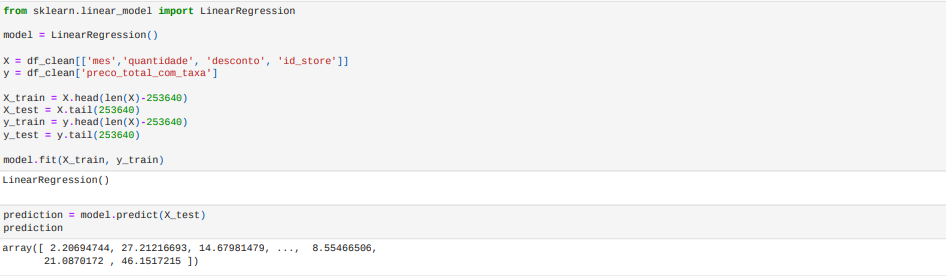 from sklearn.linear_model import LinearRegression
model = LinearRegression()
X = df_clean[['mes','quantidade', 'desconto', 'id_store']]
y = df_clean['preco_total_com_taxa']
X_train = X.head(len(X)-253640)
X_test = X.tail(253640)
y_train = y.head(len(X)-253640)
y_test = y.tail(253640)
model.fit(X_train, y_train)
LinearRegression()
prediction = model.predict(X_test)
prediction
array([ 2.20694744, 27.21216693, 14.67981479, ...,  8.55466506,
       21.0870172 , 46.1517215 ])